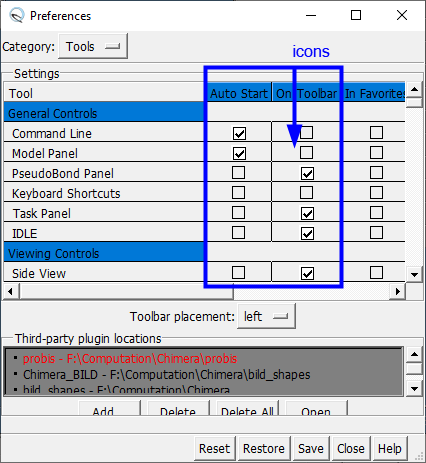 Preferences
Category: Tools
icons
Settings
Tool Auto Start On Toolbar In Favorites
General Controls
Command Line
Model Panel
PseudoBond Panel
Keyboard Shortcuts
Task Panel
IDLE
Viewing Controls
Side View
Toolbar placement: left
Third-party plugin locations
probis - F:\Computation\Chimera\probis
Chimera_BILD - F:\Computation\Chimera\bild_shapes
bild_shapes - F:\Computation\Chimera
Add Delete Delete All Open
Reset Restore Save Close Help